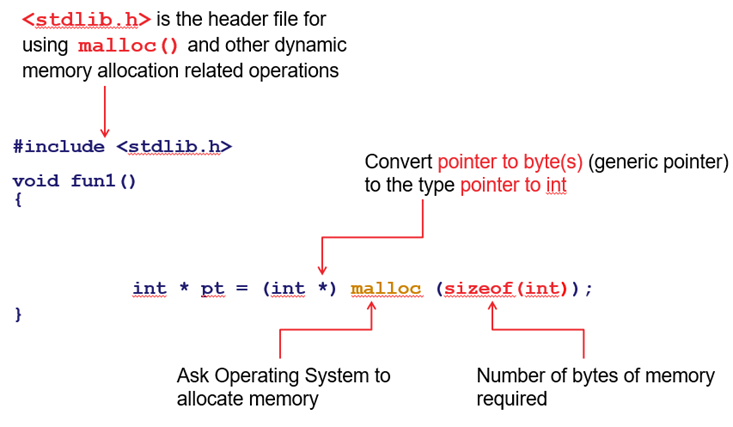 <stdlib.h> is the header file for
using malloc() and other dynamic
memory allocation related operations
#include <stdlib.h>
Convert pointer to byte(s) (generic pointer)
to the type pointer to int
void fun1()
{
int * pt = (int *) malloc (sizeof(int));
}
Ask Operating System to
allocate memory
Number of bytes of memory
required